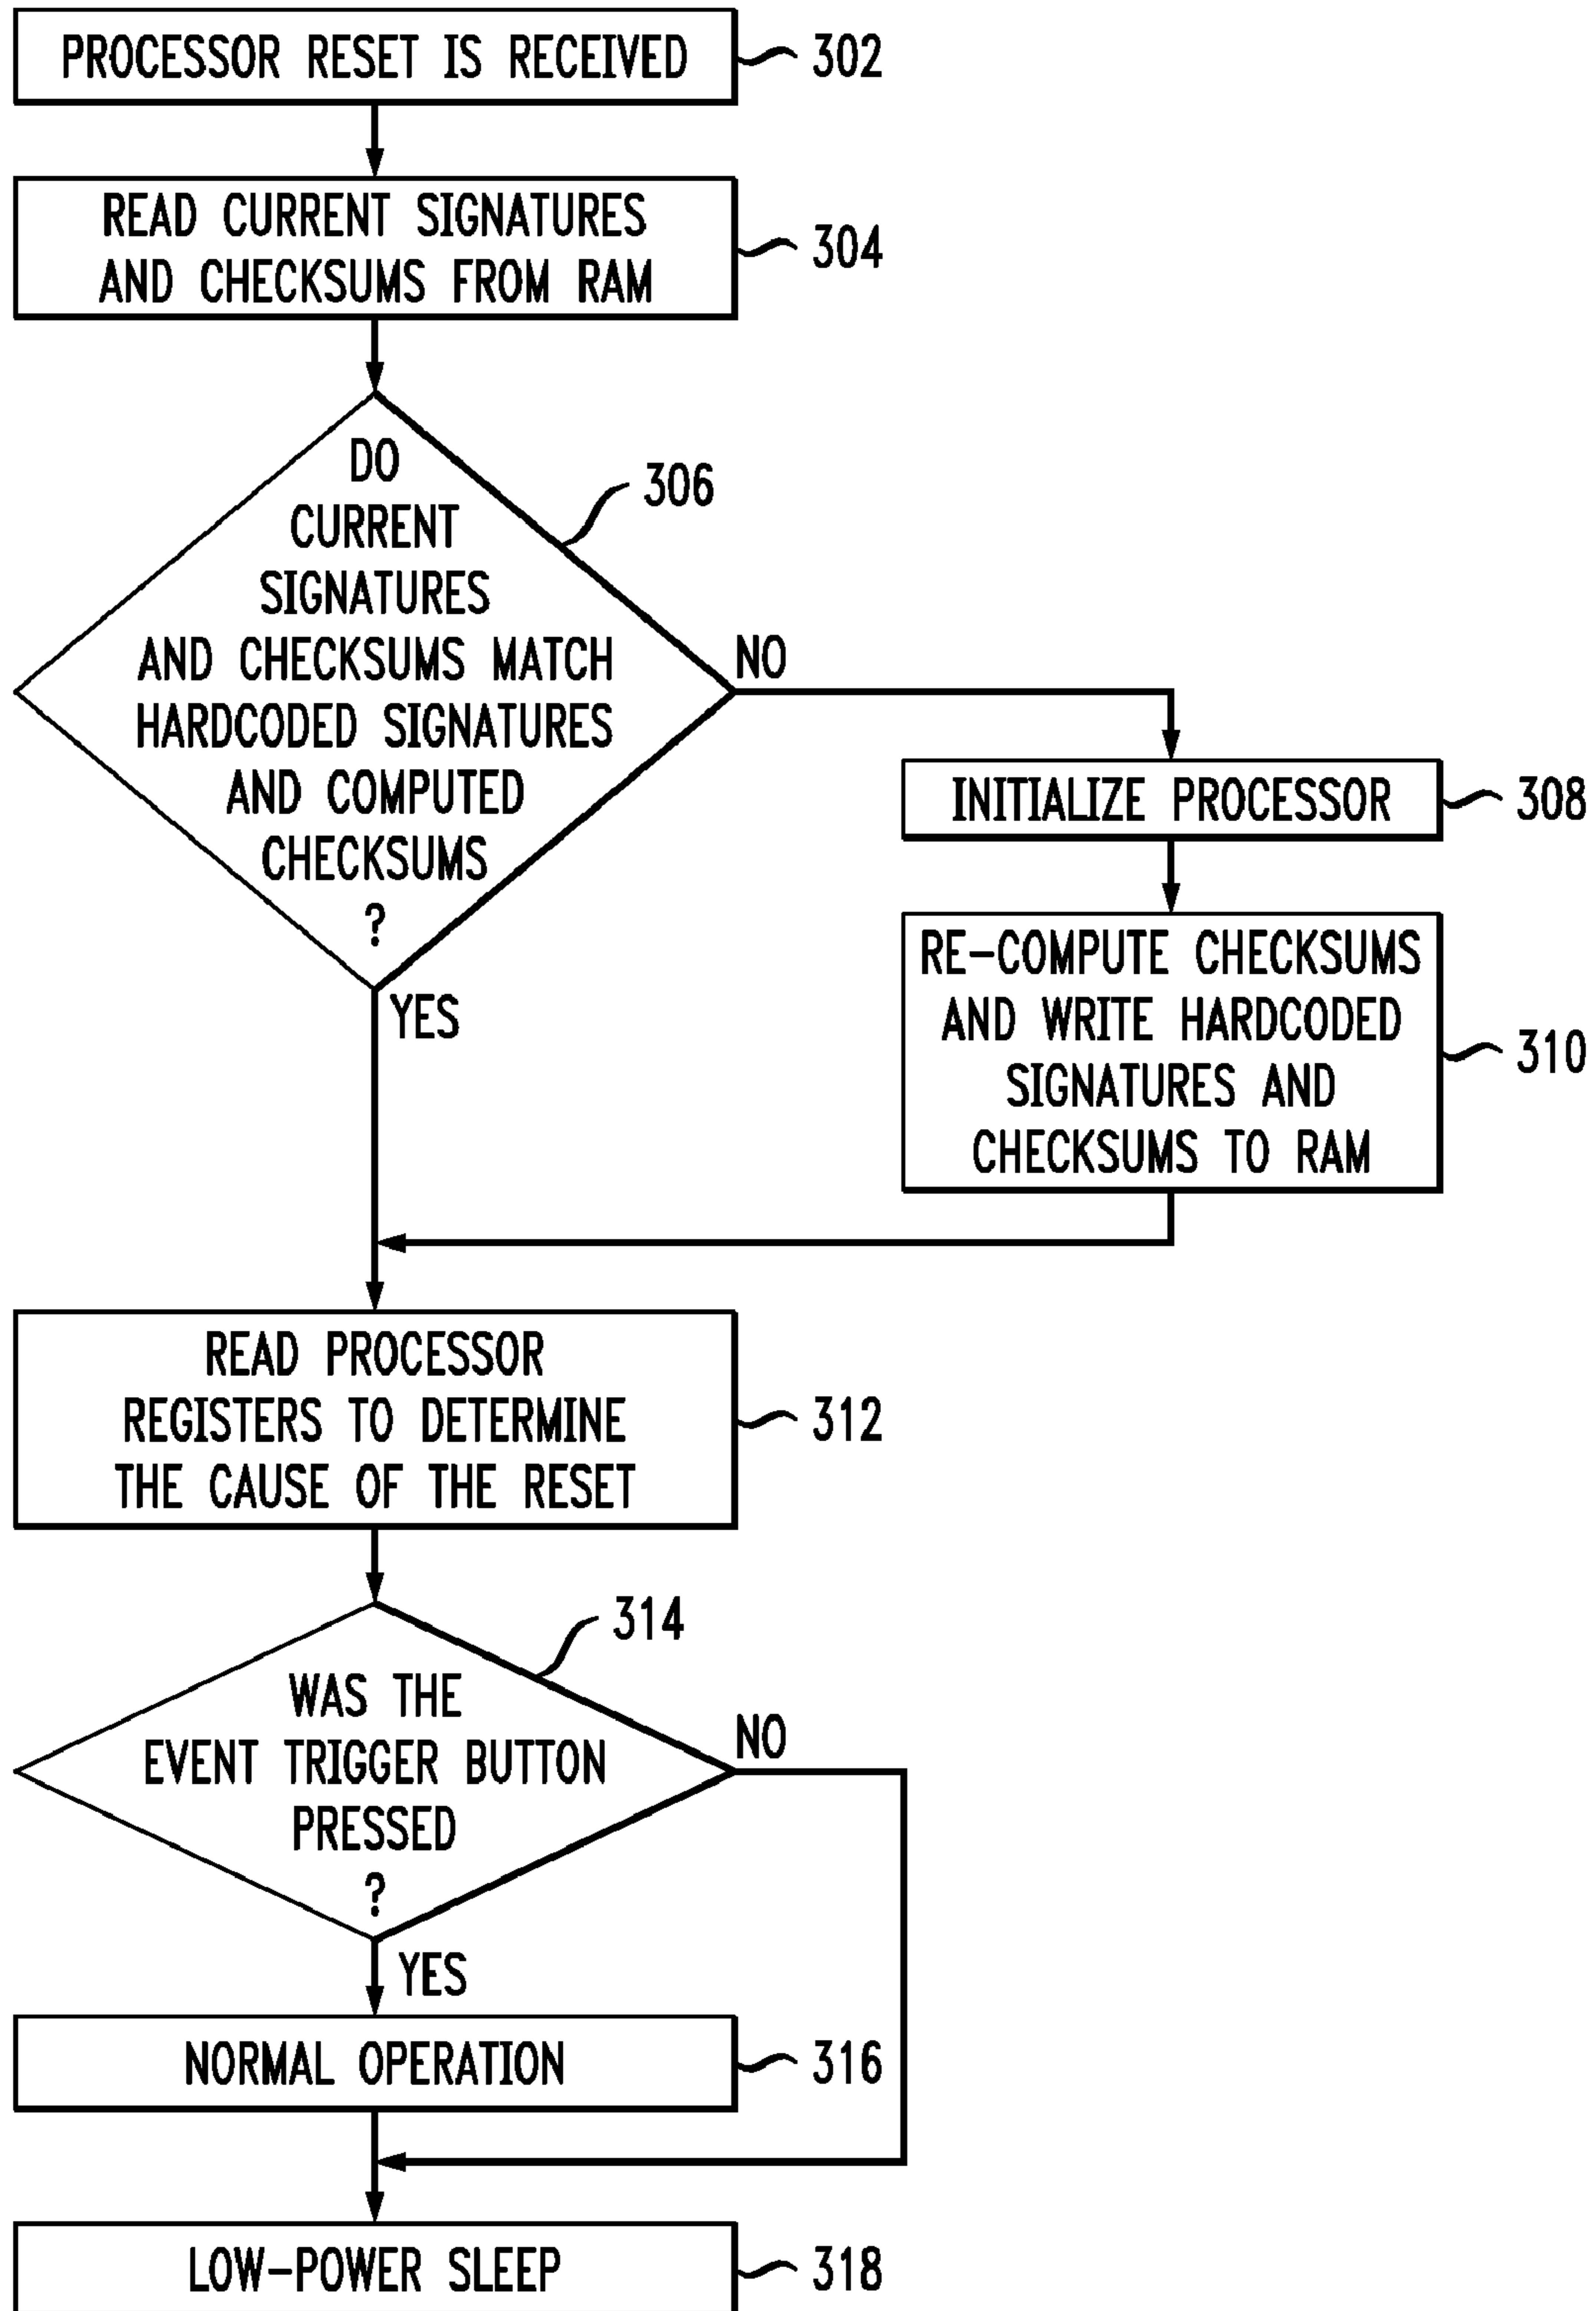 PROCESSOR RESET IS RECEIVED
302
READ CURRENT SIGNATURES
AND CHECKSUMS FROM RAM
304
DO
CURRENT
SIGNATURES
AND CHECKSUMS MATCH
HARDCODED SIGNATURES
AND COMPUTED
CHECKSUMS
?
306
NO
YES
INITIALIZE PROCESSOR
308
RE-COMPUTE CHECKSUMS
AND WRITE HARDCODED
SIGNATURES AND
CHECKSUMS TO RAM
310
READ PROCESSOR
REGISTERS TO DETERMINE
THE CAUSE OF THE RESET
312
WAS THE
EVENT TRIGGER BUTTON
PRESSED
?
314
NO
YES
NORMAL OPERATION
316
LOW-POWER SLEEP
318